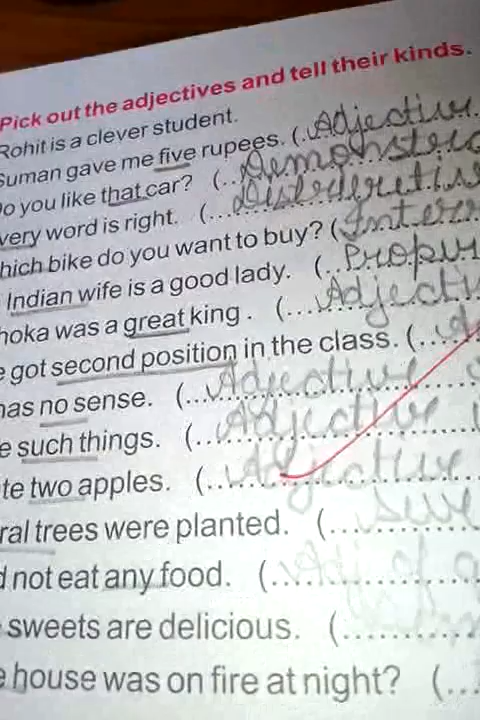 Pick out the adjectives and tell their kinds.
Rohit is a clever student.
Suman gave me five rupees. (..Adjective
Do you like that car? (..Demonstra
very word is right. (...
hich bike do you want to buy? (Interr
Indian wife is a good lady. (..Proper
hoka was a great king . (...Adjecti
e got second position in the class. (..
has no sense. (..Adjective
e such things. (..Adjective
te two apples. (..Adjective
ral trees were planted. (...
d not eat any food. (..Adj of
sweets are delicious. (...
e house was on fire at night? (...